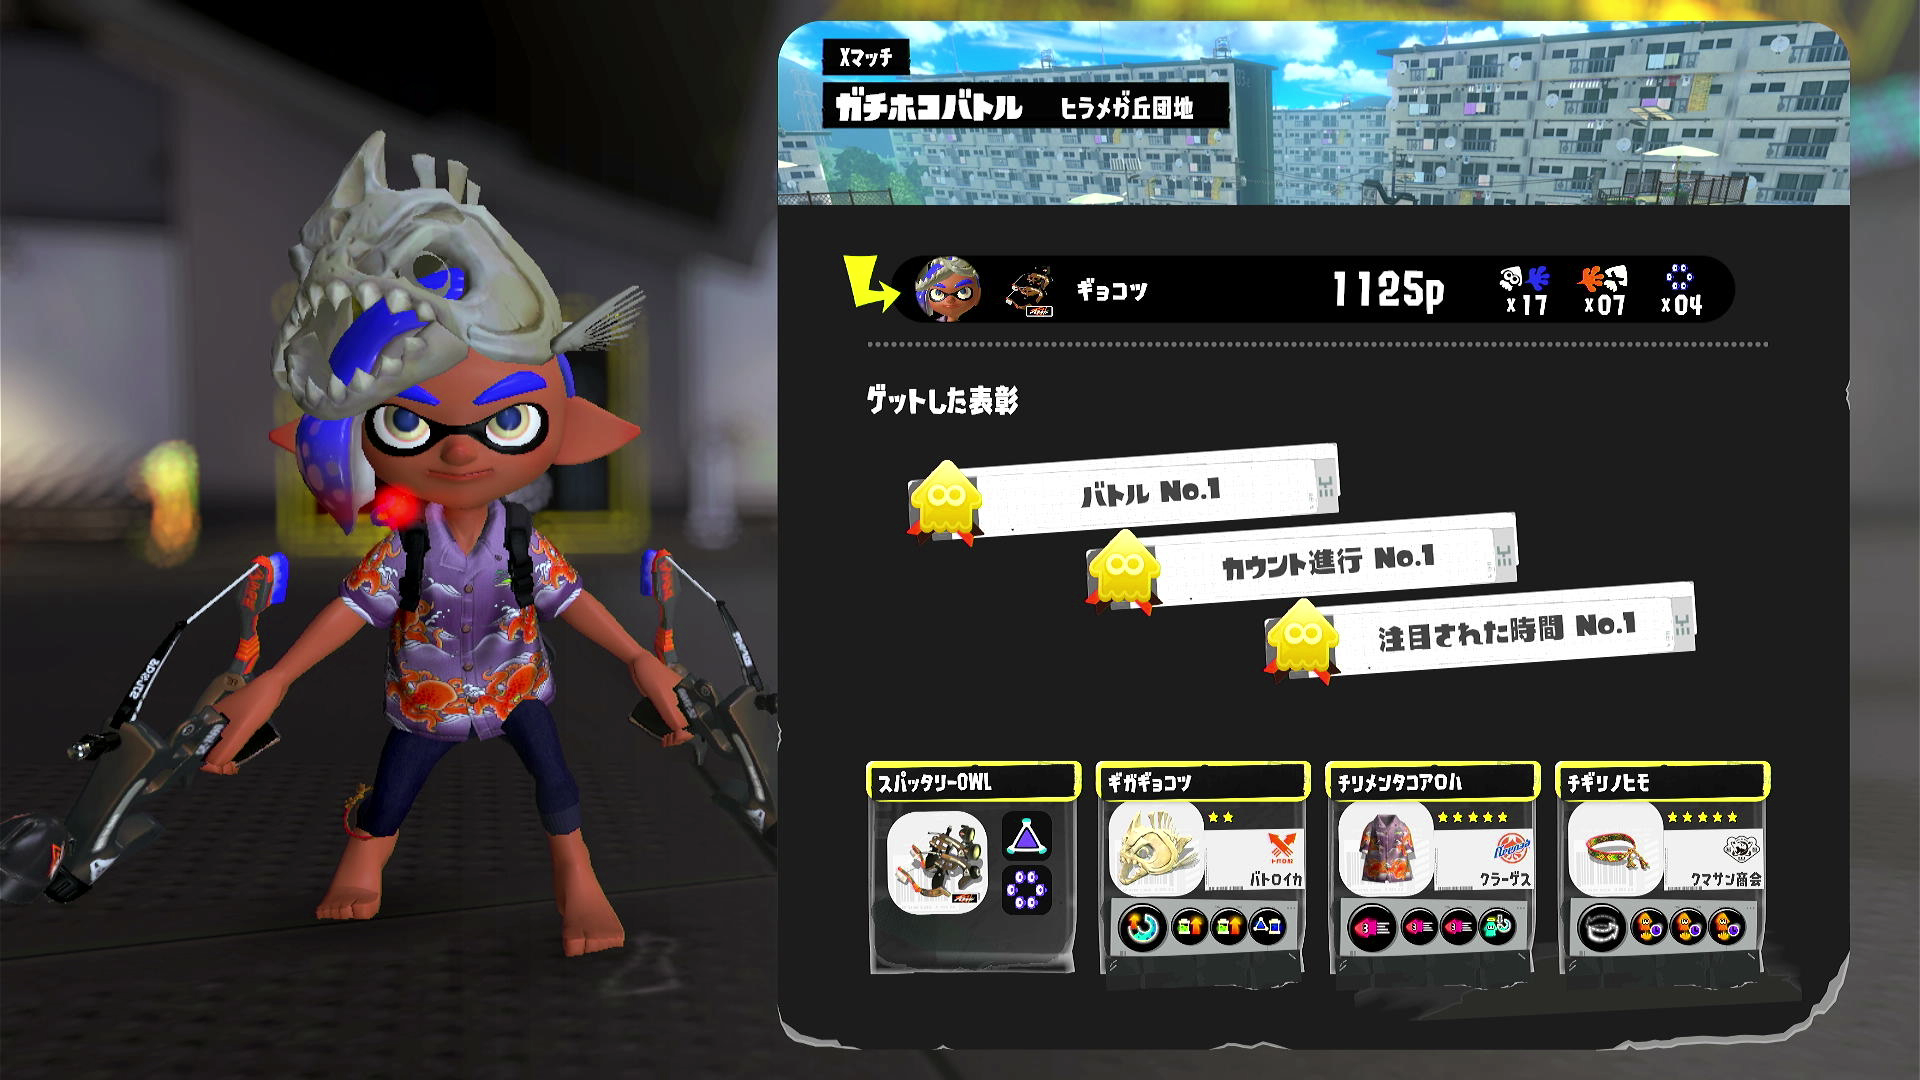 Xマッチ
ガチホコバトル ヒラメが丘団地
ギョコツ 1125p x17 x07 x04
ゲットした表彰
バトル No.1
カウント進行 No.1
注目された時間 No.1
スパッタリーOWL
ギガギョコツ
チリメンタコアロハ
チギリノヒモ
バトロイカ
クラーゲス
クマサン商会